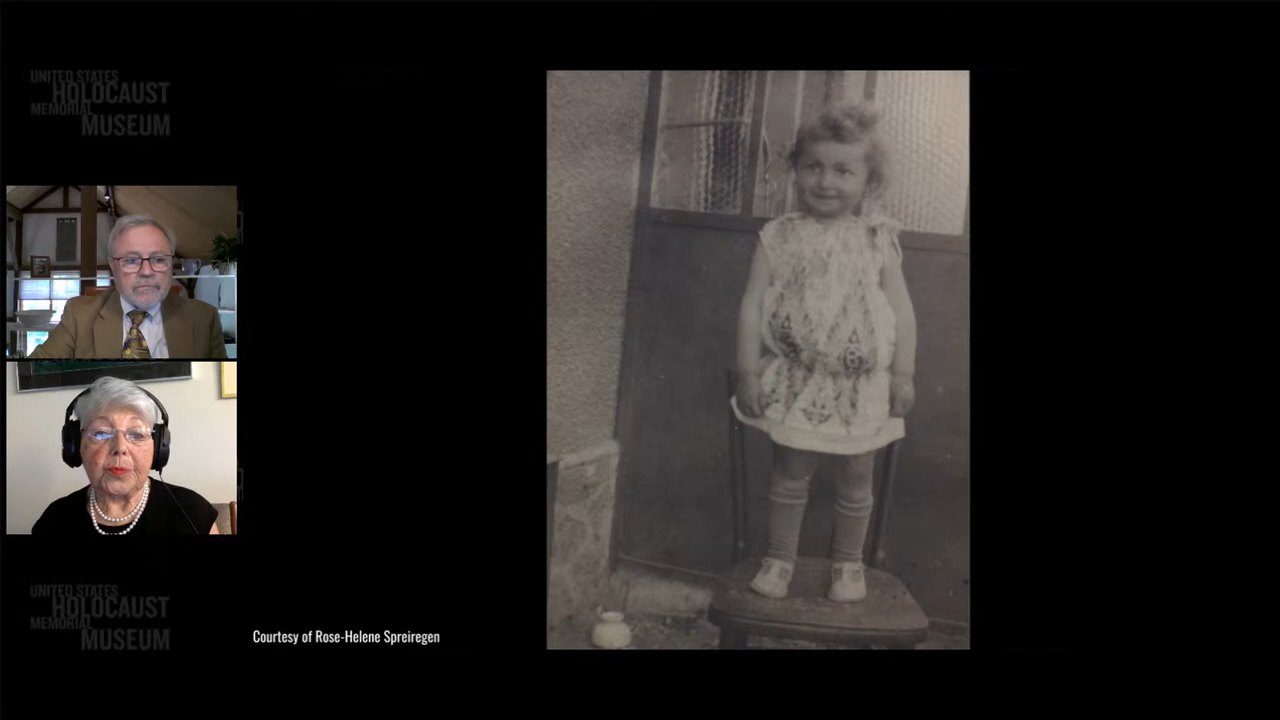 UNITED STATES
HOLOCAUST
MEMORIAL
MUSEUM
UNITED STATES
HOLOCAUST
MEMORIAL
MUSEUM
Courtesy of Rose-Helene Spreiregen